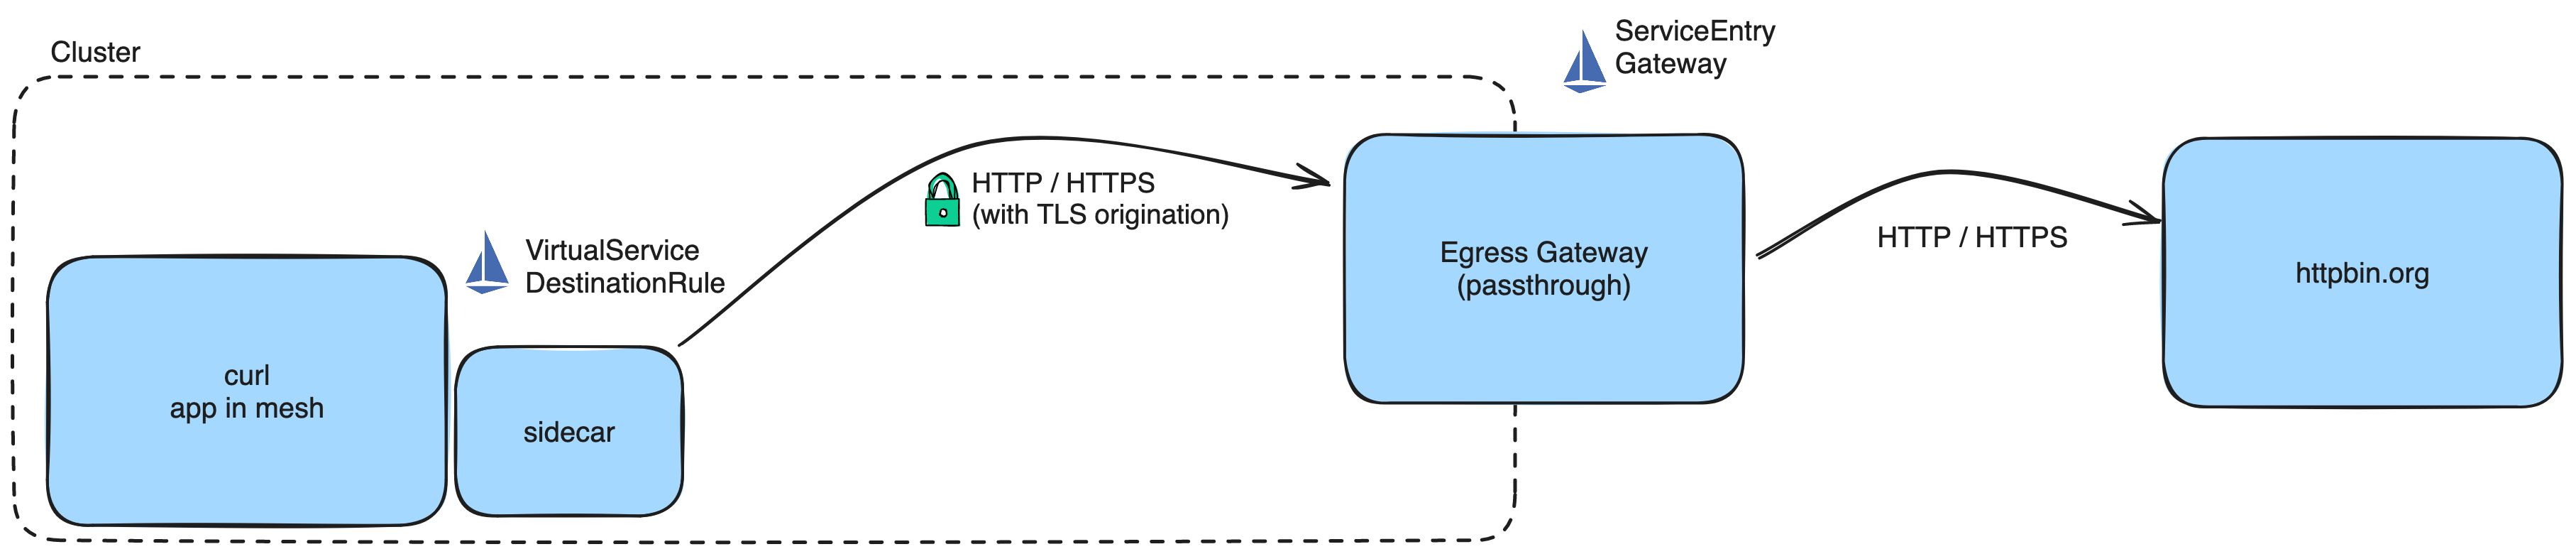 Cluster
ServiceEntry
Gateway
HTTP / HTTPS
(with TLS origination)
VirtualService
DestinationRule
Egress Gateway
(passthrough)
HTTP / HTTPS
httpbin.org
curl
app in mesh
sidecar